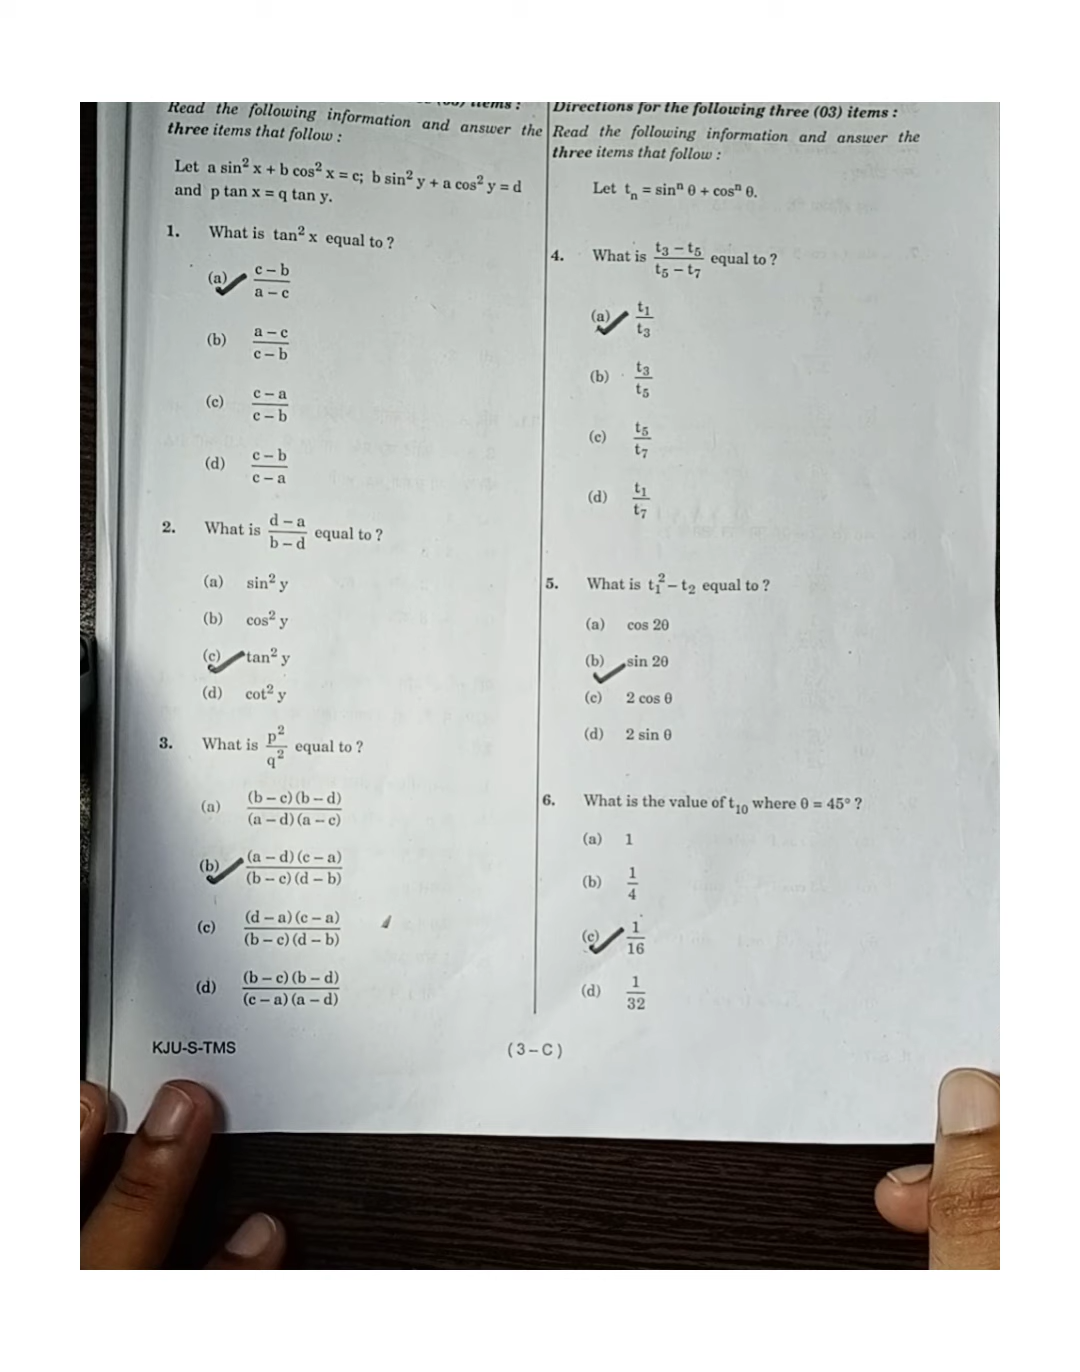 items :
Read the following information and answer the
three items that follow :
Let a sin² x + b cos² x = c; b sin² y + a cos² y = d
and p tan x = q tan y.
1. What is tan² x equal to ?
(a) (c – b)/(a – c)
(b) (a – c)/(c – b)
(c) (c – a)/(c – b)
(d) (c – b)/(c – a)
2. What is (d – a)/(b – d) equal to ?
(a) sin² y
(b) cos² y
(c) tan² y
(d) cot² y
3. What is p²/q² equal to ?
(a) (b – c)(b – d)/(a – d)(a – c)
(b) (a – d)(c – a)/(b – c)(d – b)
(c) (d – a)(c – a)/(b – c)(d – b)
(d) (b – c)(b – d)/(c – a)(a – d)
Directions for the following three (03) items :
Read the following information and answer the
three items that follow :
Let tₙ = sinⁿ θ + cosⁿ θ.
4. What is (t₃ – t₅)/(t₅ – t₇) equal to ?
(a) t₁/t₃
(b) t₃/t₅
(c) t₅/t₇
(d) t₁/t₇
5. What is t₁² – t₂ equal to ?
(a) cos 2θ
(b) sin 2θ
(c) 2 cos θ
(d) 2 sin θ
6. What is the value of t₁₀ where θ = 45° ?
(a) 1
(b) 1/4
(c) 1/16
(d) 1/32
KJU-S-TMS
( 3 – C )